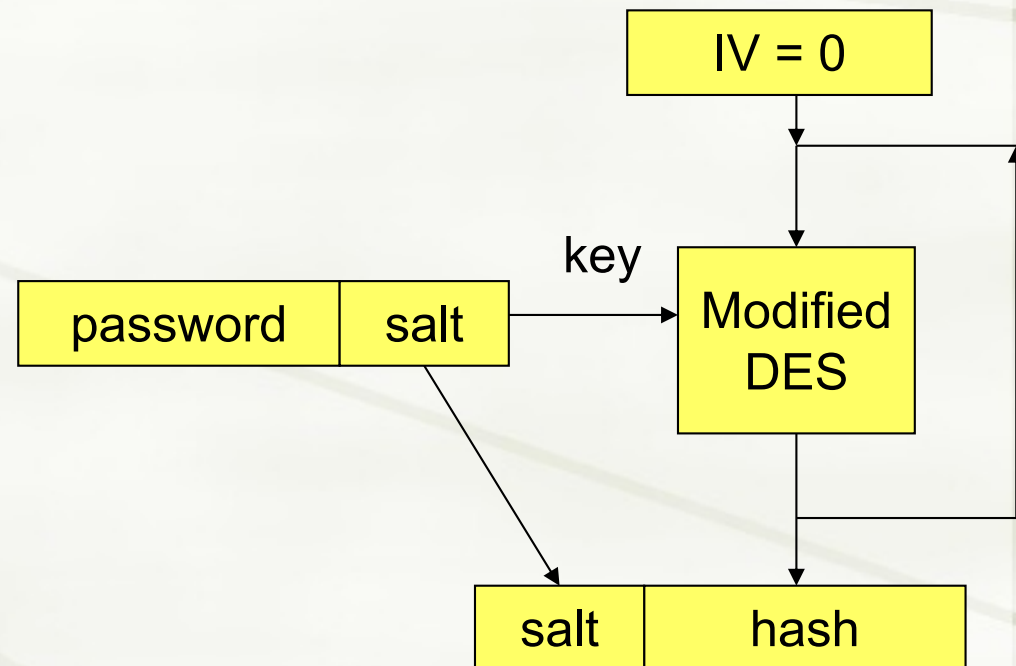 IV = 0
key
password
salt
Modified
DES
salt
hash